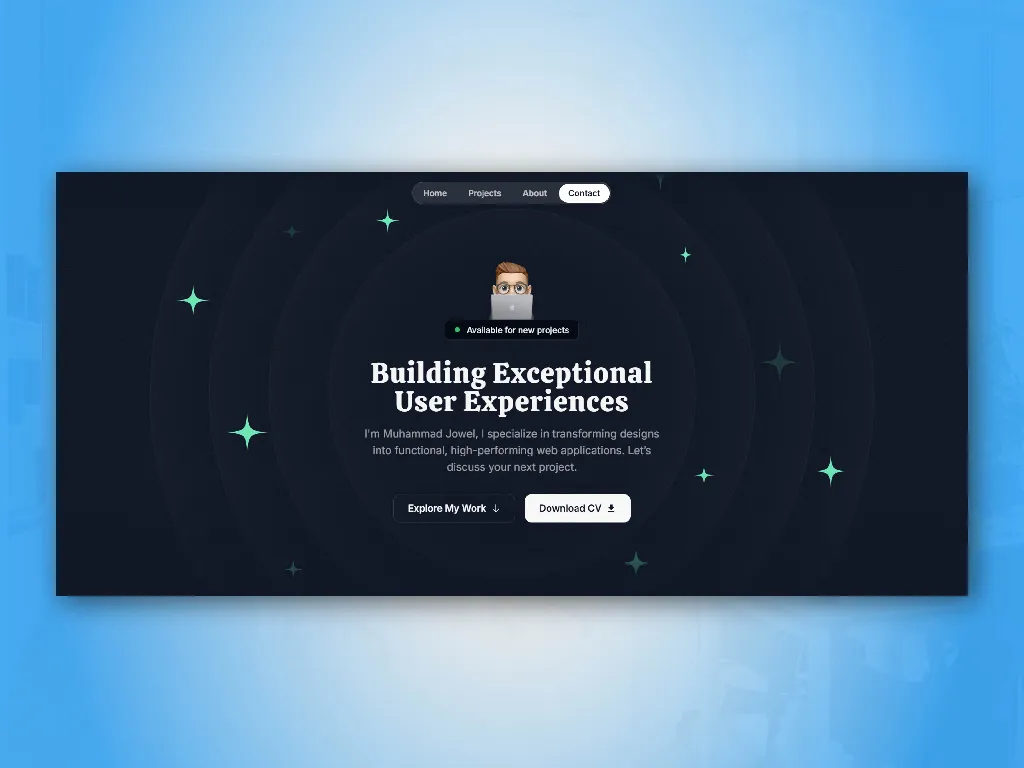 Home Projects About Contact
Available for new projects
Building Exceptional
User Experiences
I'm Muhammad Jowel, I specialize in transforming designs
into functional, high-performing web applications. Let's
discuss your next project.
Explore My Work ↓ Download CV